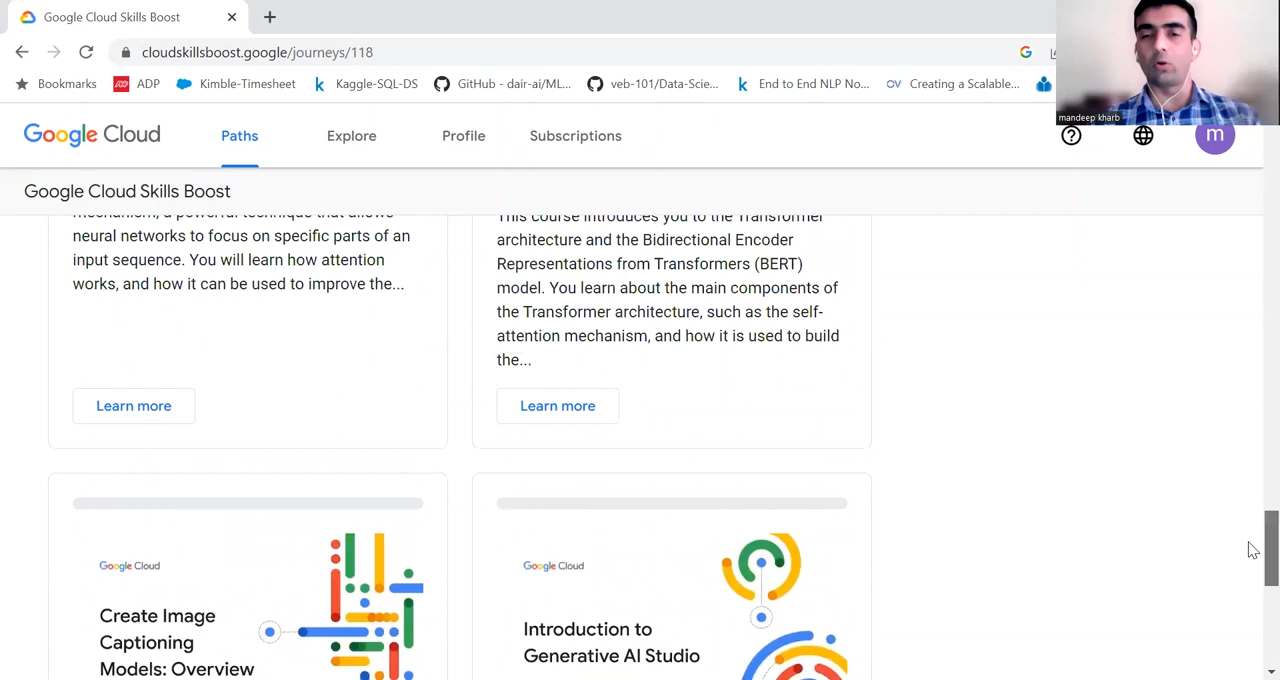 Google Cloud Skills Boost
cloudskillsboost.google/journeys/118
Bookmarks ADP Kimble-Timesheet Kaggle-SQL-DS GitHub - dair-ai/ML... veb-101/Data-Scie... End to End NLP No... Creating a Scalable...
mandeep kharb
Google Cloud Paths Explore Profile Subscriptions m
Google Cloud Skills Boost
mechanism, a powerful technique that allows
neural networks to focus on specific parts of an
input sequence. You will learn how attention
works, and how it can be used to improve the...
Learn more
This course introduces you to the Transformer
architecture and the Bidirectional Encoder
Representations from Transformers (BERT)
model. You learn about the main components of
the Transformer architecture, such as the self-
attention mechanism, and how it is used to build
the...
Learn more
Google Cloud
Create Image
Captioning
Models: Overview
Google Cloud
Introduction to
Generative AI Studio